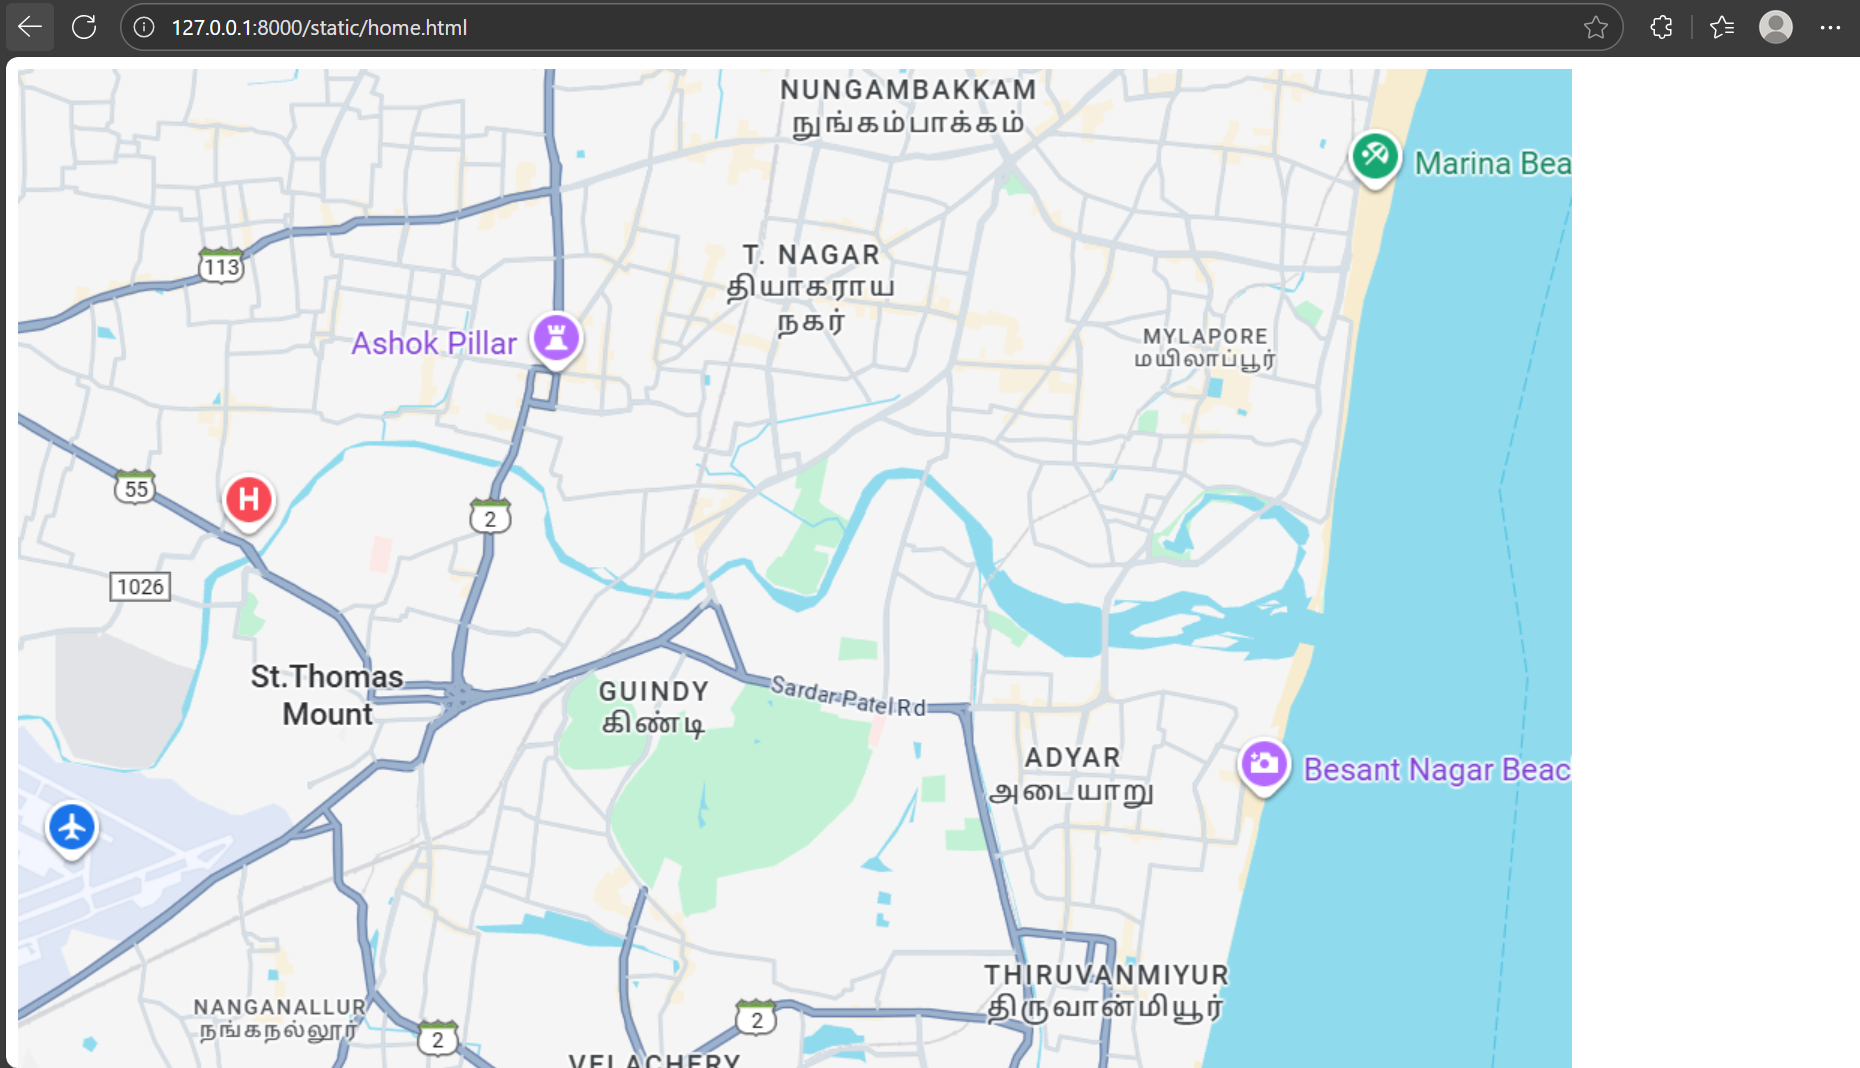 127.0.0.1:8000/static/home.html
NUNGAMBAKKAM
நுங்கம்பாக்கம்
Marina Bea
T. NAGAR
தியாகராய
நகர்
113
Ashok Pillar
MYLAPORE
மயிலாப்பூர்
55
H
2
1026
St.Thomas
Mount
GUINDY
கிண்டி
Sardar Patel Rd
ADYAR
அடையாறு
Besant Nagar Beac
THIRUVANMIYUR
திருவான்மியூர்
NANGANALLUR
நங்கநல்லூர்
2
2
VELACHERY